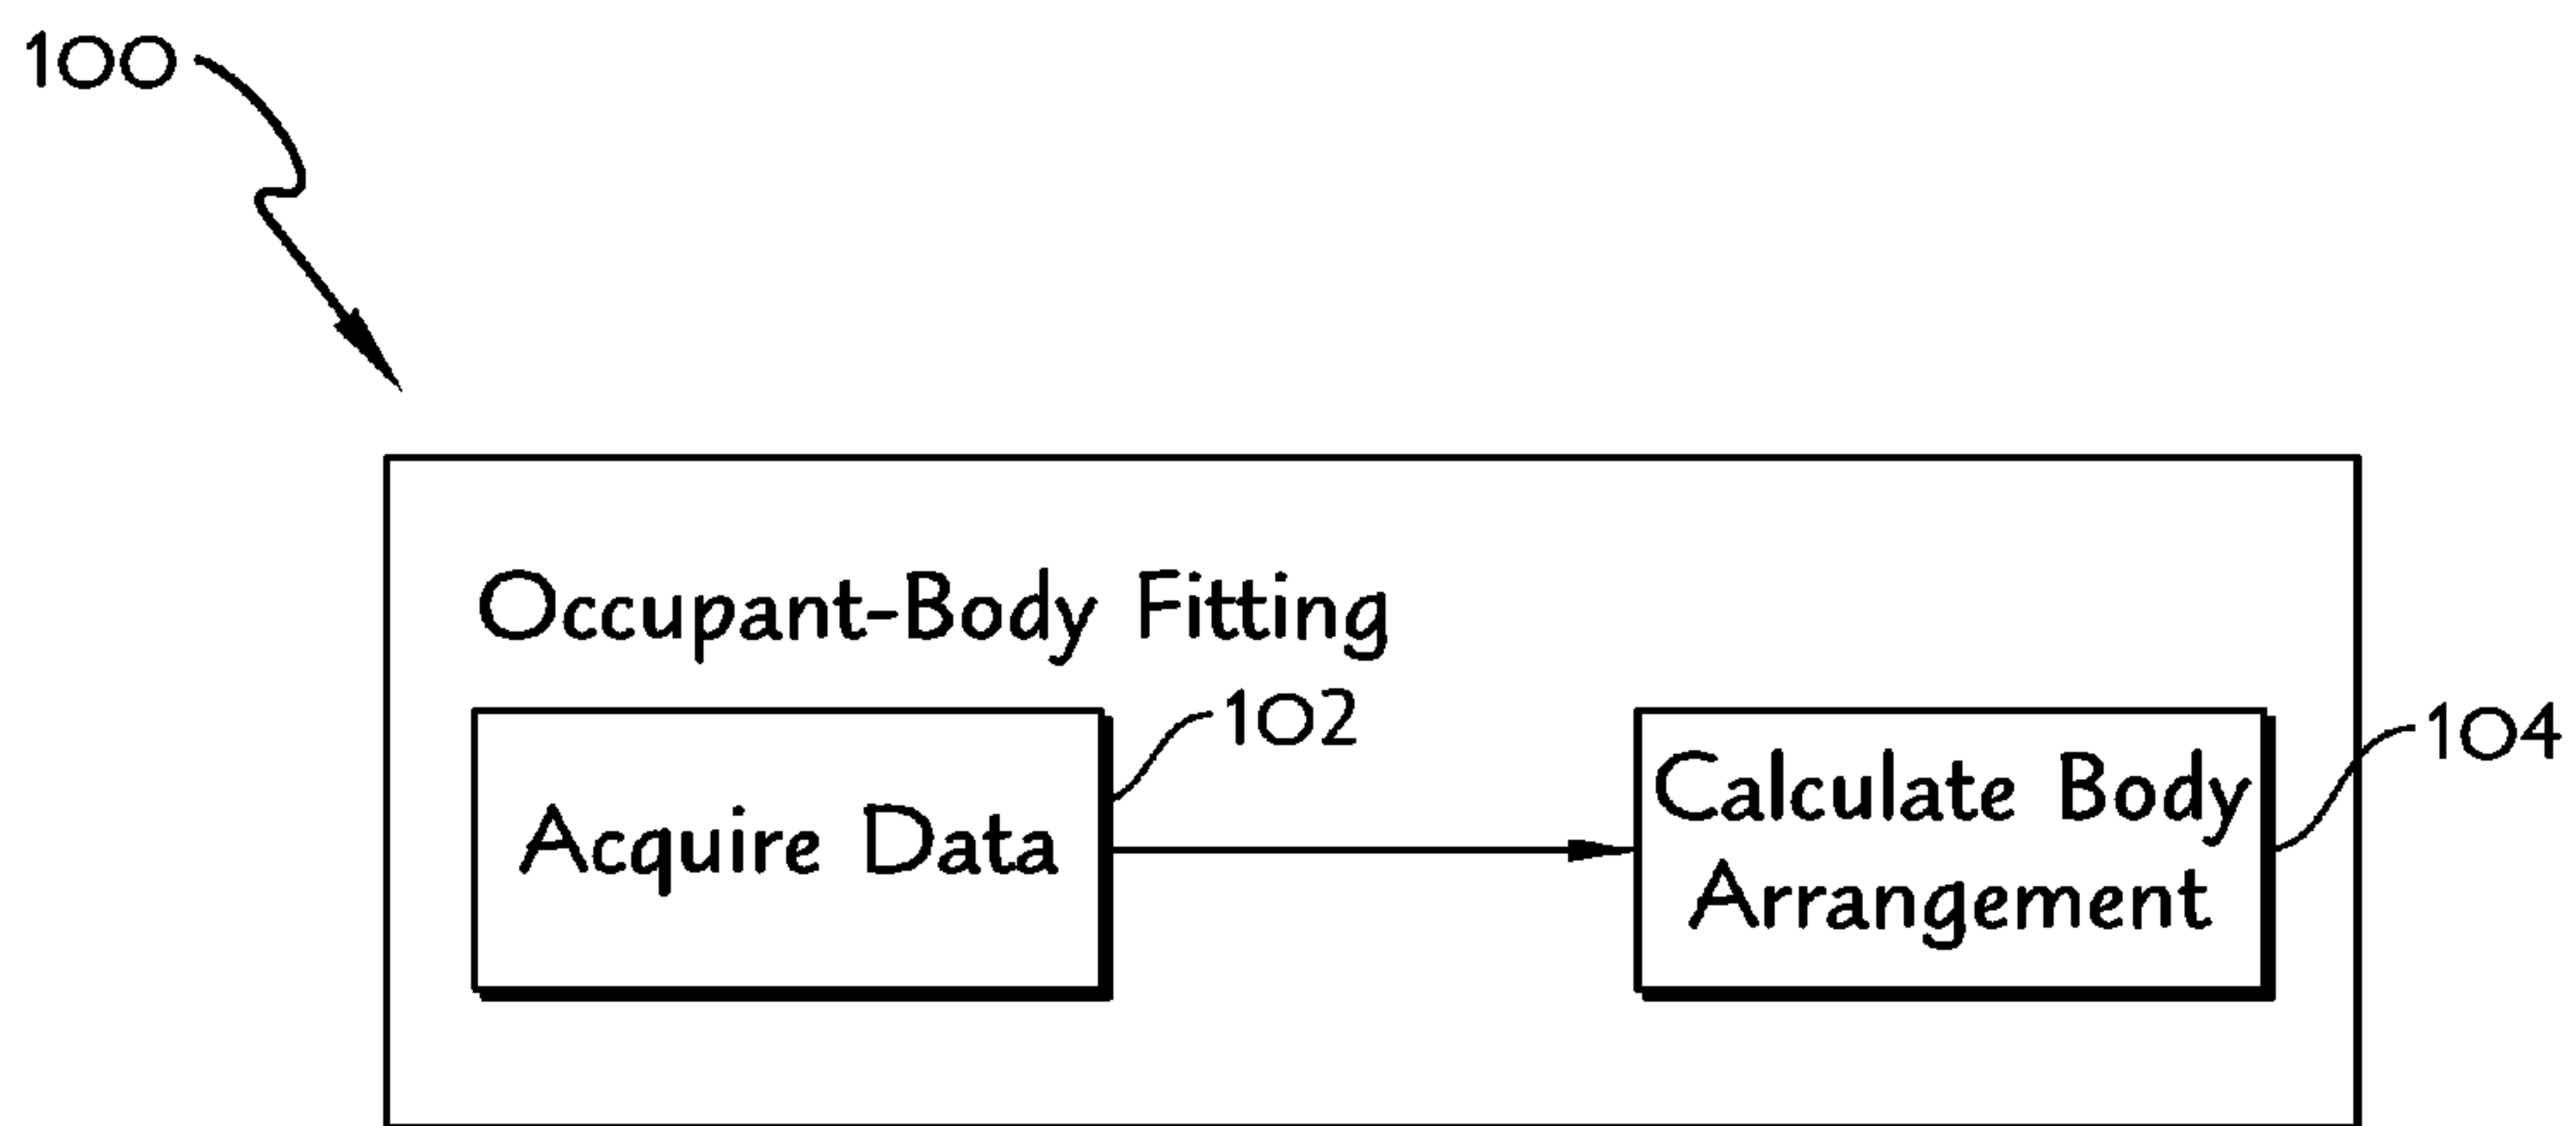 100
Occupant-Body Fitting
102
104
Acquire Data
Calculate Body
Arrangement